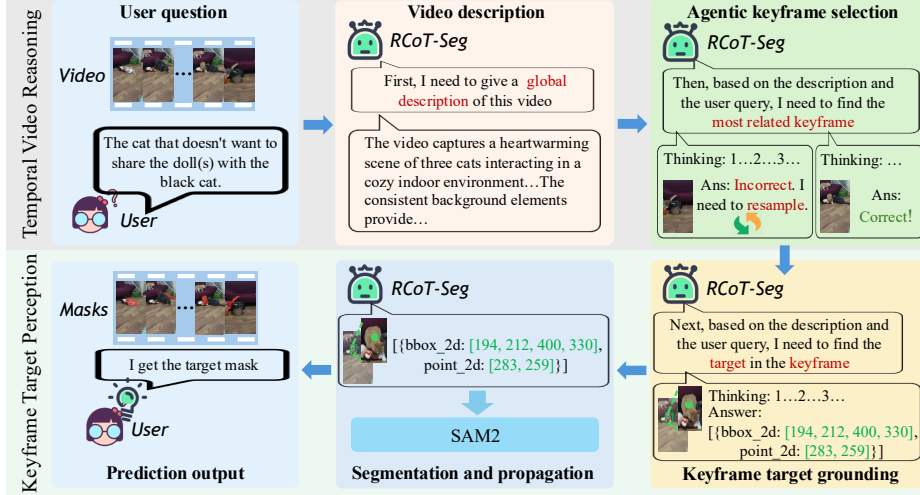 Temporal Video Reasoning
User question
Video
The cat that doesn't want to
share the doll(s) with the
black cat.
?
User
Video description
RCoT-Seg
First, I need to give a global
description of this video
The video captures a heartwarming
scene of three cats interacting in a
cozy indoor environment…The
consistent background elements
provide…
Agentic keyframe selection
RCoT-Seg
Then, based on the description and
the user query, I need to find the
most related keyframe
Thinking: 1…2…3…
Ans: Incorrect. I
need to resample.
Thinking: …
Ans:
Correct!
Keyframe Target Perception
Masks
I get the target mask
User
Prediction output
RCoT-Seg
[{bbox_2d: [194, 212, 400, 330],
point_2d: [283, 259]}]
SAM2
Segmentation and propagation
RCoT-Seg
Next, based on the description and
the user query, I need to find the
target in the keyframe
Thinking: 1…2…3…
Answer:
[{bbox_2d: [194, 212, 400, 330],
point_2d: [283, 259]}]
Keyframe target grounding